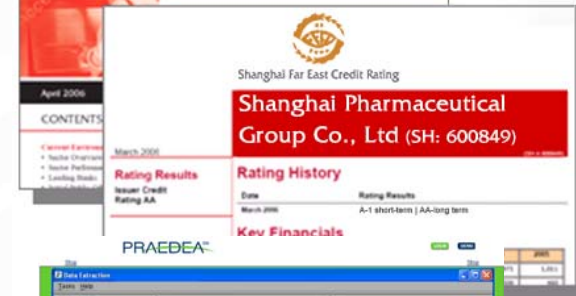 April 2006
CONTENTS
Shanghai Far East Credit Rating
Shanghai Pharmaceutical
Group Co., Ltd (SH: 600849)
March 2006
Rating Results
Issuer Credit
Rating AA
Rating History
Date Rating Results
March 2006 A-1 short-term | AA-long term
Key Financials
PRAEDEA
Data Extraction
Tools Help
2005